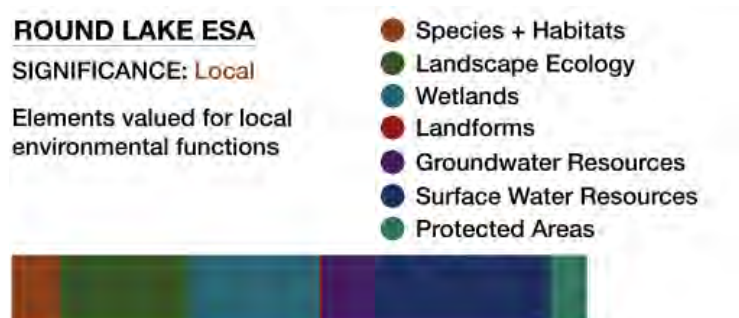 ROUND LAKE ESA
SIGNIFICANCE: Local
Elements valued for local
environmental functions
Species + Habitats
Landscape Ecology
Wetlands
Landforms
Groundwater Resources
Surface Water Resources
Protected Areas